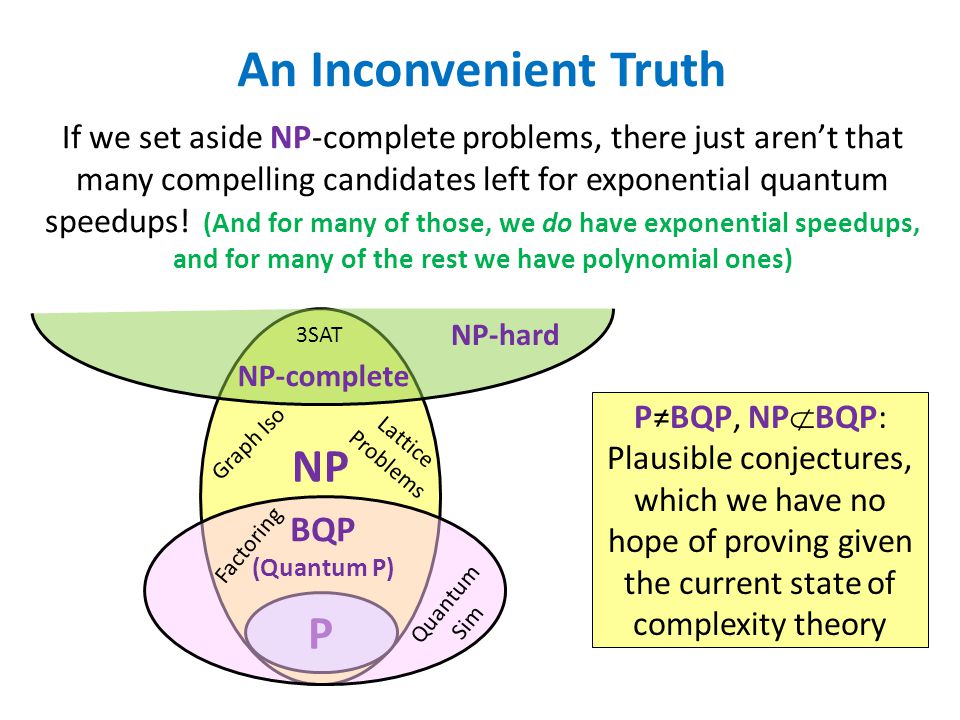 An Inconvenient Truth
If we set aside NP-complete problems, there just aren’t that
many compelling candidates left for exponential quantum
speedups! (And for many of those, we do have exponential speedups,
and for many of the rest we have polynomial ones)
3SAT
NP-hard
NP-complete
Graph Iso
Lattice
Problems
NP
Factoring
BQP
(Quantum P)
Quantum
Sim
P
P≠BQP, NP⊄BQP:
Plausible conjectures,
which we have no
hope of proving given
the current state of
complexity theory